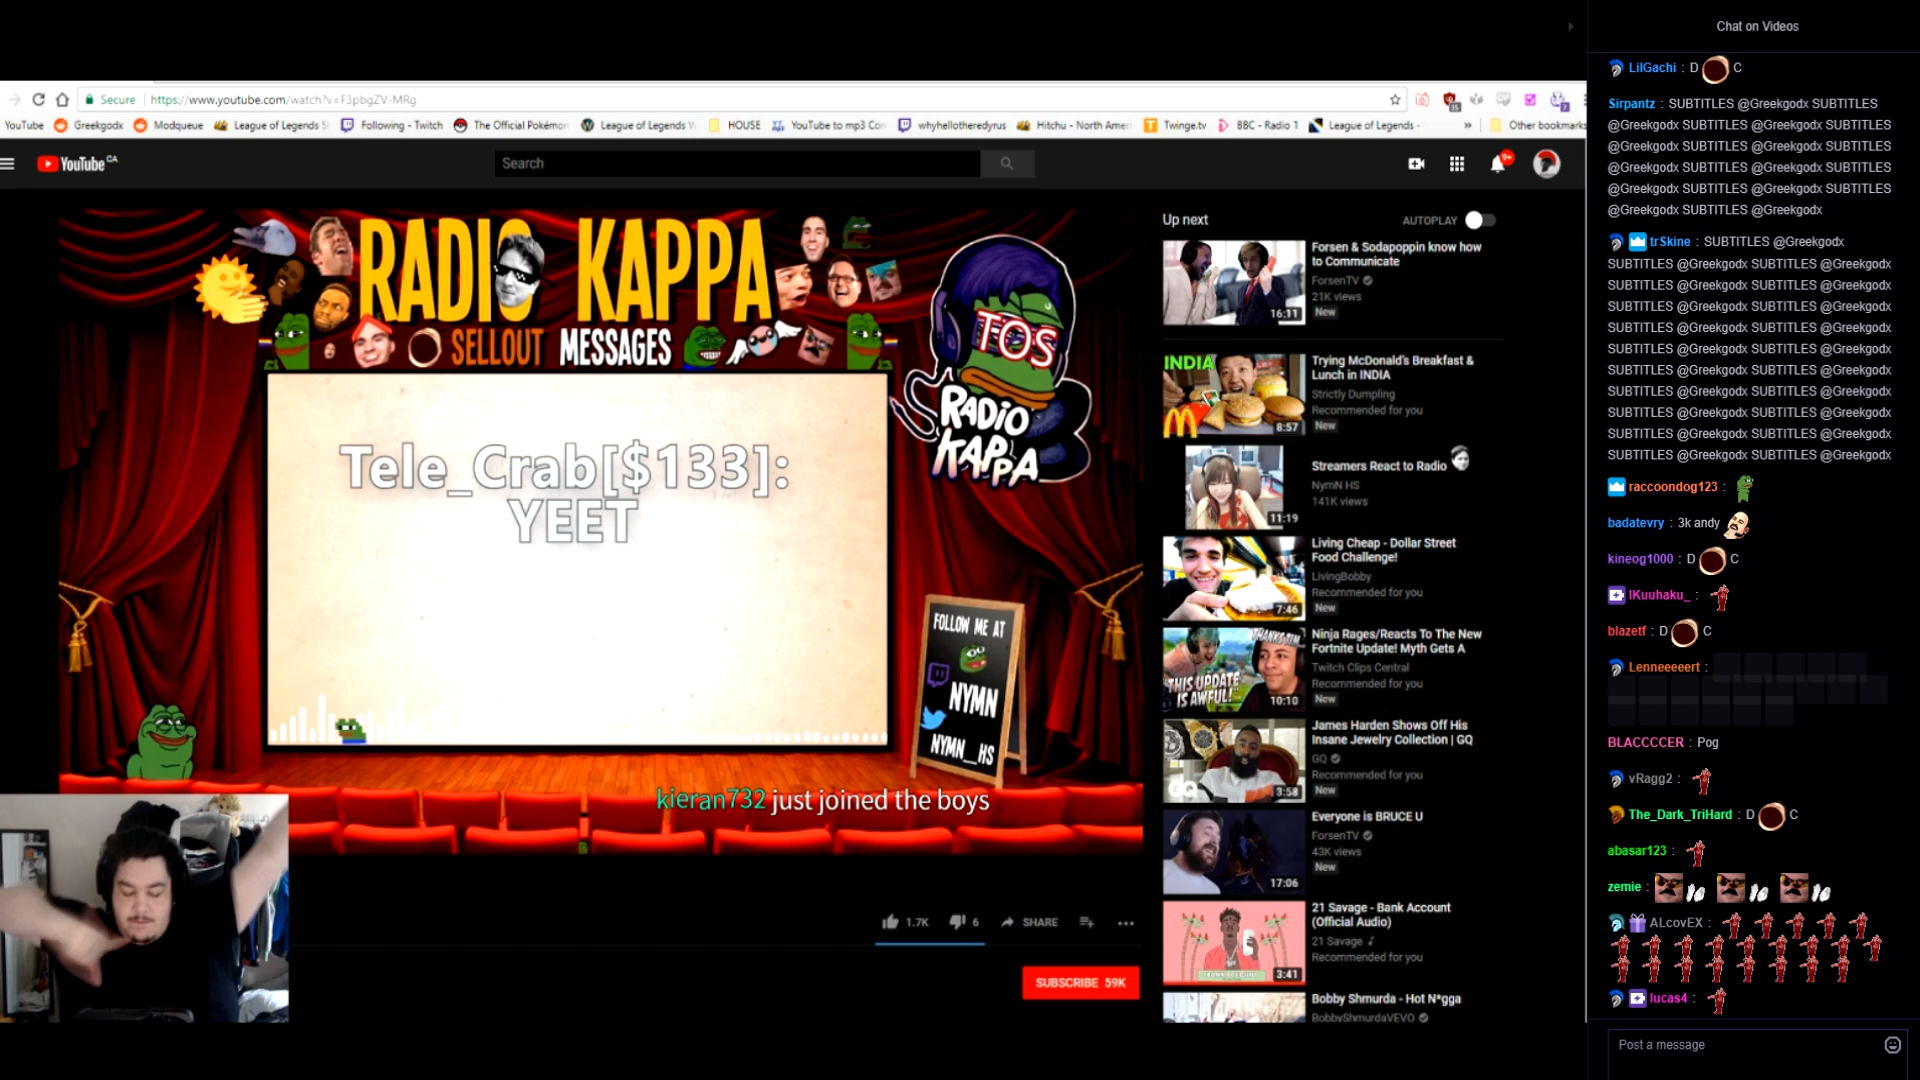 Chat on Videos
Secure https://www.youtube.com/watch?v=F3pbgZV-MRg
YouTube Greekgodx Modqueue League of Legends S Following - Twitch The Official Pokémon League of Legends W HOUSE YouTube to mp3 Con whyhellotheredyrus Hitchu - North Amer Twinge.tv BBC - Radio 1 League of Legends - » Other bookmarks
YouTube CA
Search
9+
RADIO KAPPA
SELLOUT MESSAGES
TOS
RADIO
KAPPA
Tele_Crab[$133]:
YEET
FOLLOW ME AT
NYMN
NYMN__HS
kieran732 just joined the boys
1.7K 6 SHARE
SUBSCRIBE 59K
Up next AUTOPLAY
Forsen & Sodapoppin know how
to Communicate
ForsenTV
21K views
New
16:11
INDIA
Trying McDonald's Breakfast &
Lunch in INDIA
Strictly Dumpling
Recommended for you
New
8:57
Streamers React to Radio
NymN HS
141K views
11:19
Living Cheap - Dollar Street
Food Challenge!
LivingBobby
Recommended for you
New
7:46
THANKS TIM
THIS UPDATE
IS AWFUL!
Ninja Rages/Reacts To The New
Fortnite Update! Myth Gets A
Twitch Clips Central
Recommended for you
New
10:10
GQ
James Harden Shows Off His
Insane Jewelry Collection | GQ
GQ
Recommended for you
New
3:58
Everyone is BRUCE U
ForsenTV
43K views
New
17:06
21 Savage - Bank Account
(Official Audio)
21 Savage
Recommended for you
BANK ACCOUNT
3:41
Bobby Shmurda - Hot N*gga
BobbyShmurdaVEVO
LilGachi : D C
Sirpantz : SUBTITLES @Greekgodx SUBTITLES
@Greekgodx SUBTITLES @Greekgodx SUBTITLES
@Greekgodx SUBTITLES @Greekgodx SUBTITLES
@Greekgodx SUBTITLES @Greekgodx SUBTITLES
@Greekgodx SUBTITLES @Greekgodx SUBTITLES
@Greekgodx SUBTITLES @Greekgodx
trSkine : SUBTITLES @Greekgodx
SUBTITLES @Greekgodx SUBTITLES @Greekgodx
SUBTITLES @Greekgodx SUBTITLES @Greekgodx
SUBTITLES @Greekgodx SUBTITLES @Greekgodx
SUBTITLES @Greekgodx SUBTITLES @Greekgodx
SUBTITLES @Greekgodx SUBTITLES @Greekgodx
SUBTITLES @Greekgodx SUBTITLES @Greekgodx
SUBTITLES @Greekgodx SUBTITLES @Greekgodx
SUBTITLES @Greekgodx SUBTITLES @Greekgodx
SUBTITLES @Greekgodx SUBTITLES @Greekgodx
SUBTITLES @Greekgodx SUBTITLES @Greekgodx
raccoondog123 :
badatevry : 3k andy
kineog1000 : D C
IKuuhaku_ :
blazetf : D C
Lenneeeeert :
BLACCCCER : Pog
vRagg2 :
The_Dark_TriHard : D C
abasar123 :
zemie :
ALcovEX :
lucas4 :
Post a message